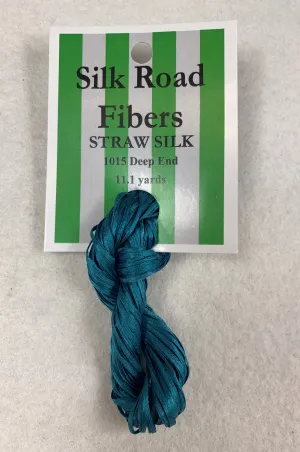 Silk Road
Fibers
STRAW SILK
1015 Deep End
11.1 yards